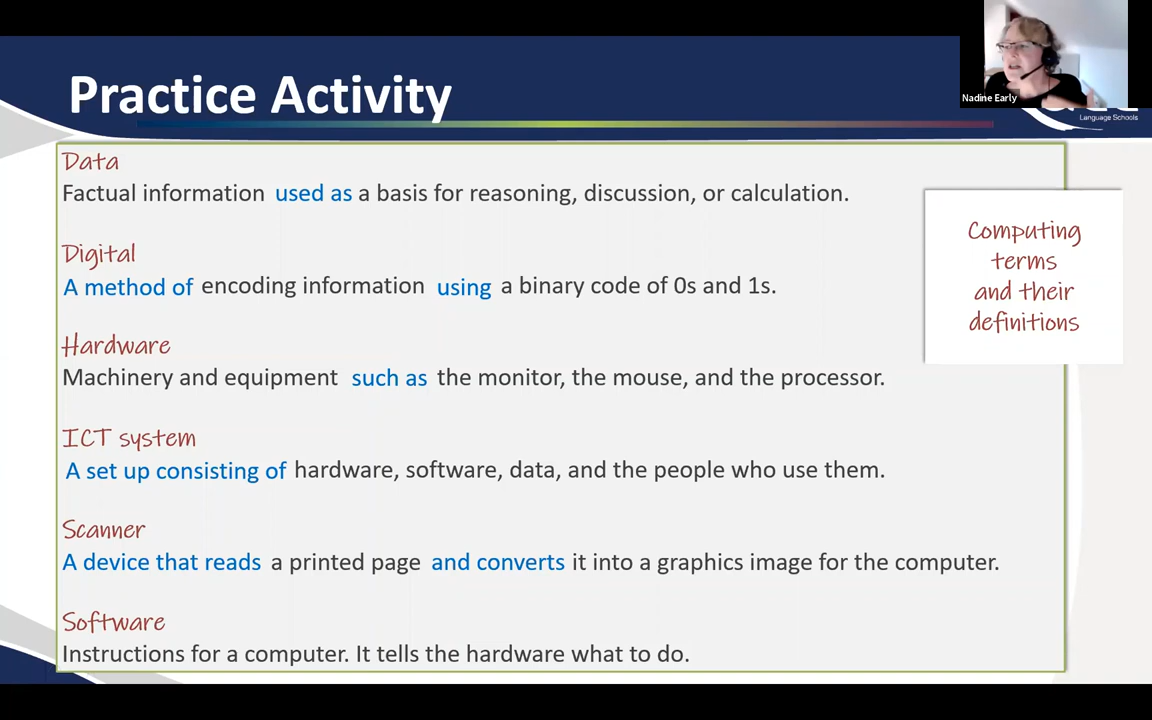 Practice Activity
Nadine Early
Language Schools
Data
Factual information used as a basis for reasoning, discussion, or calculation.
Digital
A method of encoding information using a binary code of 0s and 1s.
Hardware
Machinery and equipment such as the monitor, the mouse, and the processor.
ICT system
A set up consisting of hardware, software, data, and the people who use them.
Scanner
A device that reads a printed page and converts it into a graphics image for the computer.
Software
Instructions for a computer. It tells the hardware what to do.
Computing
terms
and their
definitions